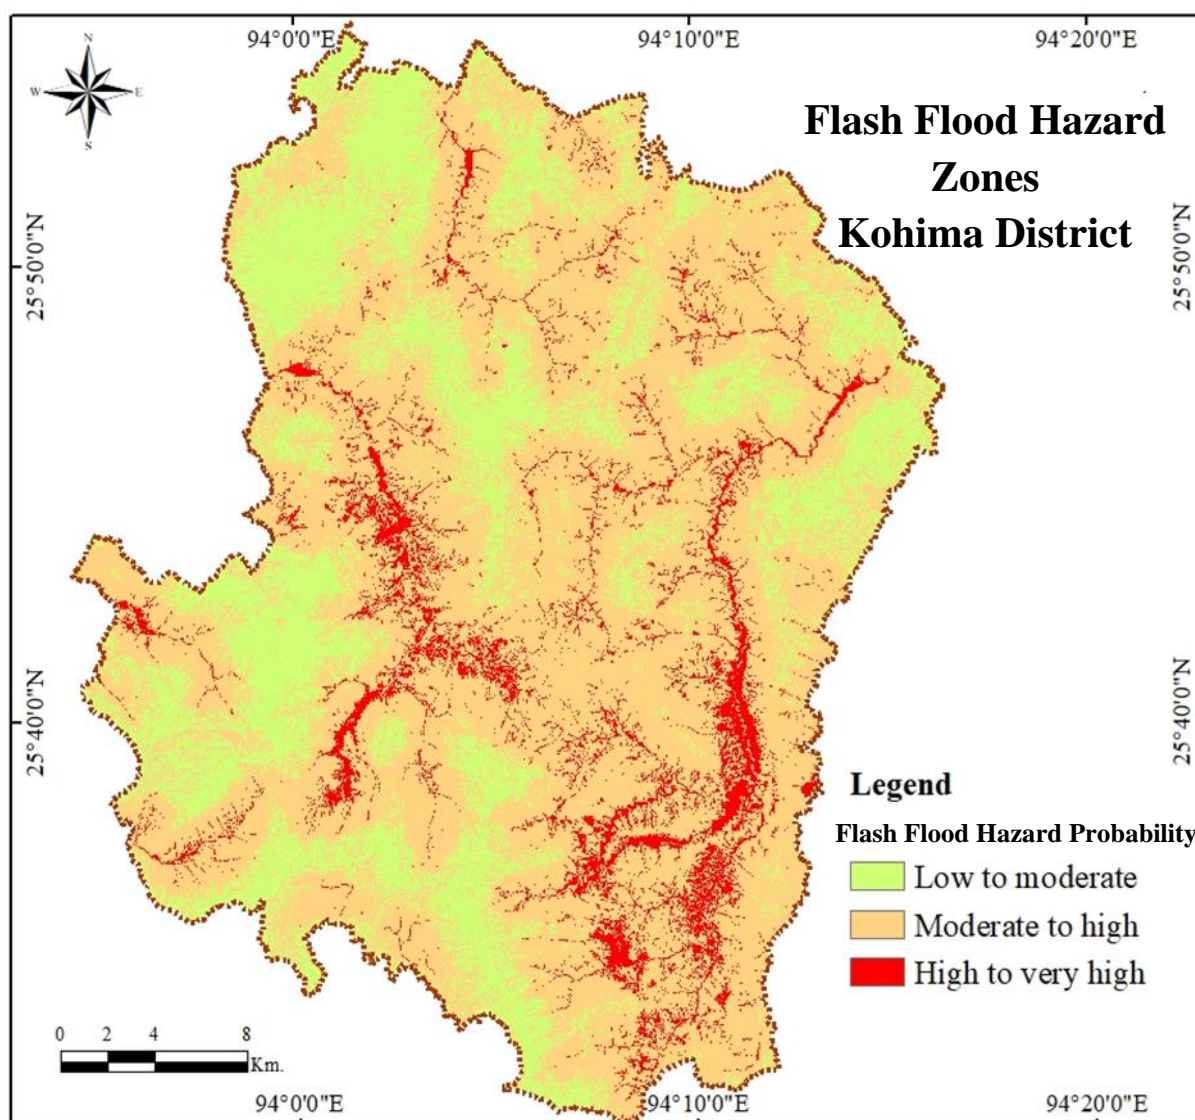 94°0'0"E
94°10'0"E
94°20'0"E
N
W
E
S
Flash Flood Hazard
Zones
Kohima District
25°50'0"N
25°50'0"N
25°40'0"N
25°40'0"N
Legend
Flash Flood Hazard Probability
Low to moderate
Moderate to high
High to very high
0 2 4 8
Km.
94°0'0"E
94°10'0"E
94°20'0"E